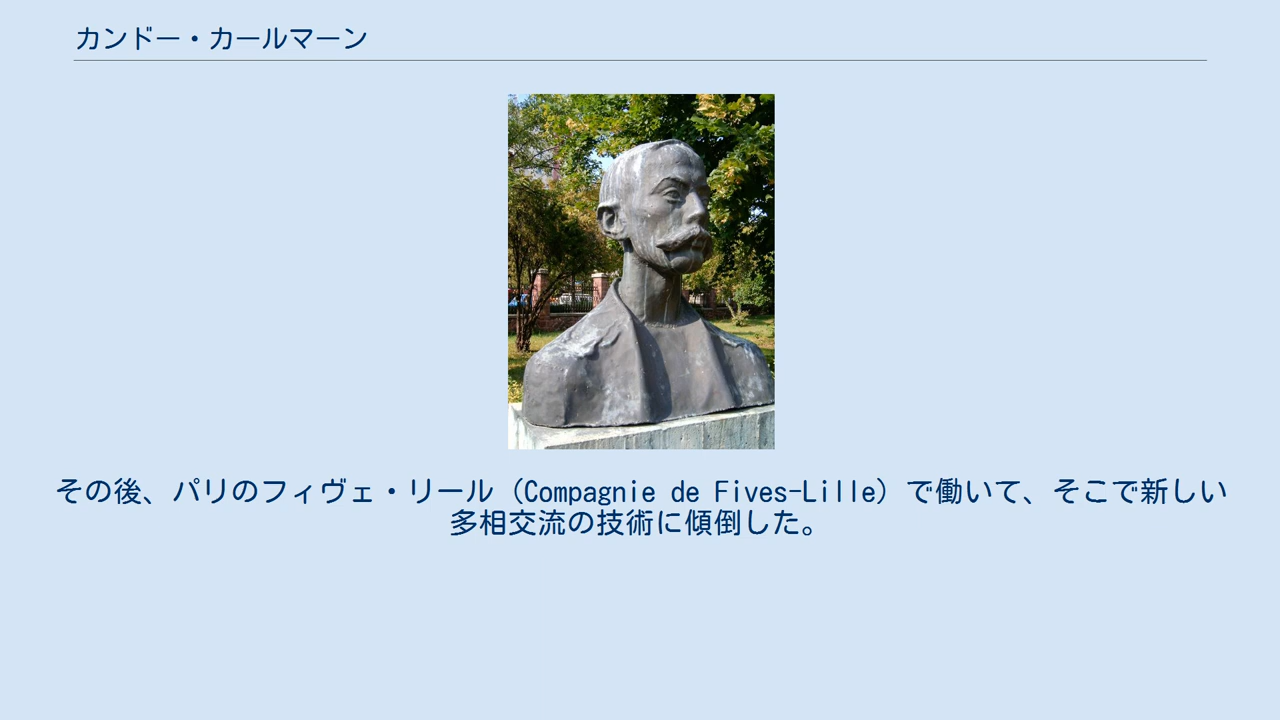 カンドー・カールマーン
その後、パリのフィヴェ・リール（Compagnie de Fives-Lille）で働いて、そこで新しい
多相交流の技術に傾倒した。